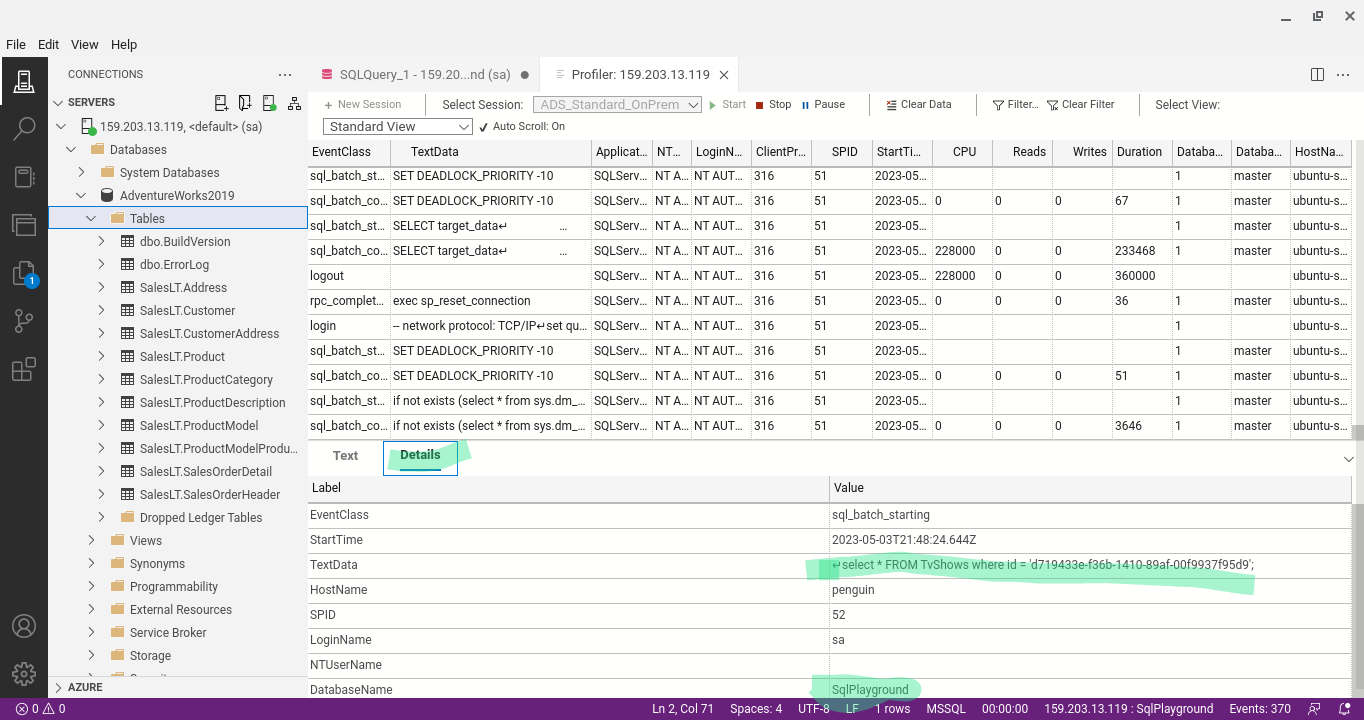 File Edit View Help
CONNECTIONS ...
SQLQuery_1 - 159.20...nd (sa)
Profiler: 159.203.13.119
SERVERS
New Session Select Session: ADS_Standard_OnPrem Start Stop Pause Clear Data Filter... Clear Filter Select View:
159.203.13.119, <default> (sa)
Standard View Auto Scroll: On
Databases
System Databases
AdventureWorks2019
Tables
dbo.BuildVersion
dbo.ErrorLog
SalesLT.Address
SalesLT.Customer
SalesLT.CustomerAddress
SalesLT.Product
SalesLT.ProductCategory
SalesLT.ProductDescription
SalesLT.ProductModel
SalesLT.ProductModelProdu...
SalesLT.SalesOrderDetail
SalesLT.SalesOrderHeader
Dropped Ledger Tables
Views
Synonyms
Programmability
External Resources
Service Broker
Storage
AZURE
1
EventClass TextData Applicat... NT... LoginN... ClientPr... SPID StartTi... CPU Reads Writes Duration Databa... Databa... HostNa...
sql_batch_st... SET DEADLOCK_PRIORITY -10 SQLServ... NT A... NT AUT... 316 51 2023-05... 1 master ubuntu-s...
sql_batch_co... SET DEADLOCK_PRIORITY -10 SQLServ... NT A... NT AUT... 316 51 2023-05... 0 0 0 67 1 master ubuntu-s...
sql_batch_st... SELECT target_data↵ ... SQLServ... NT A... NT AUT... 316 51 2023-05... 1 master ubuntu-s...
sql_batch_co... SELECT target_data↵ ... SQLServ... NT A... NT AUT... 316 51 2023-05... 228000 0 0 233468 1 master ubuntu-s...
logout SQLServ... NT A... NT AUT... 316 51 2023-05... 228000 0 0 360000 ubuntu-s...
rpc_complet... exec sp_reset_connection SQLServ... NT A... NT AUT... 316 51 2023-05... 0 0 0 36 1 master ubuntu-s...
login -- network protocol: TCP/IP↵set qu... SQLServ... NT A... NT AUT... 316 51 2023-05... 1 ubuntu-s...
sql_batch_st... SET DEADLOCK_PRIORITY -10 SQLServ... NT A... NT AUT... 316 51 2023-05... 1 master ubuntu-s...
sql_batch_co... SET DEADLOCK_PRIORITY -10 SQLServ... NT A... NT AUT... 316 51 2023-05... 0 0 0 51 1 master ubuntu-s...
sql_batch_st... if not exists (select * from sys.dm_... SQLServ... NT A... NT AUT... 316 51 2023-05... 1 master ubuntu-s...
sql_batch_co... if not exists (select * from sys.dm_... SQLServ... NT A... NT AUT... 316 51 2023-05... 0 0 0 3646 1 master ubuntu-s...
Text Details
Label Value
EventClass sql_batch_starting
StartTime 2023-05-03T21:48:24.644Z
TextData ↵select * FROM TvShows where id = 'd719433e-f36b-1410-89af-00f9937f95d9';
HostName penguin
SPID 52
LoginName sa
NTUserName
DatabaseName SqlPlayground
0 0 Ln 2, Col 71 Spaces: 4 UTF-8 LF 1 rows MSSQL 00:00:00 159.203.13.119 : SqlPlayground Events: 370